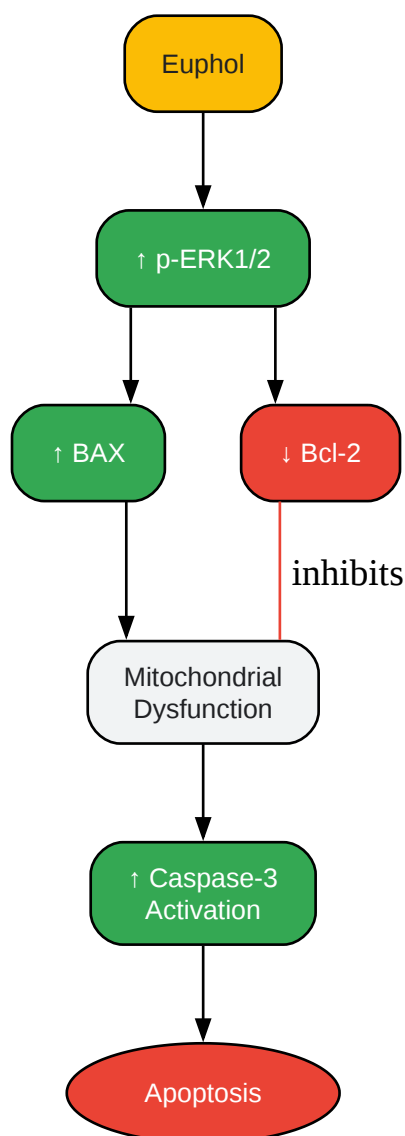 Euphol
↑ p-ERK1/2
↑ BAX
↓ Bcl-2
inhibits
Mitochondrial
Dysfunction
↑ Caspase-3
Activation
Apoptosis